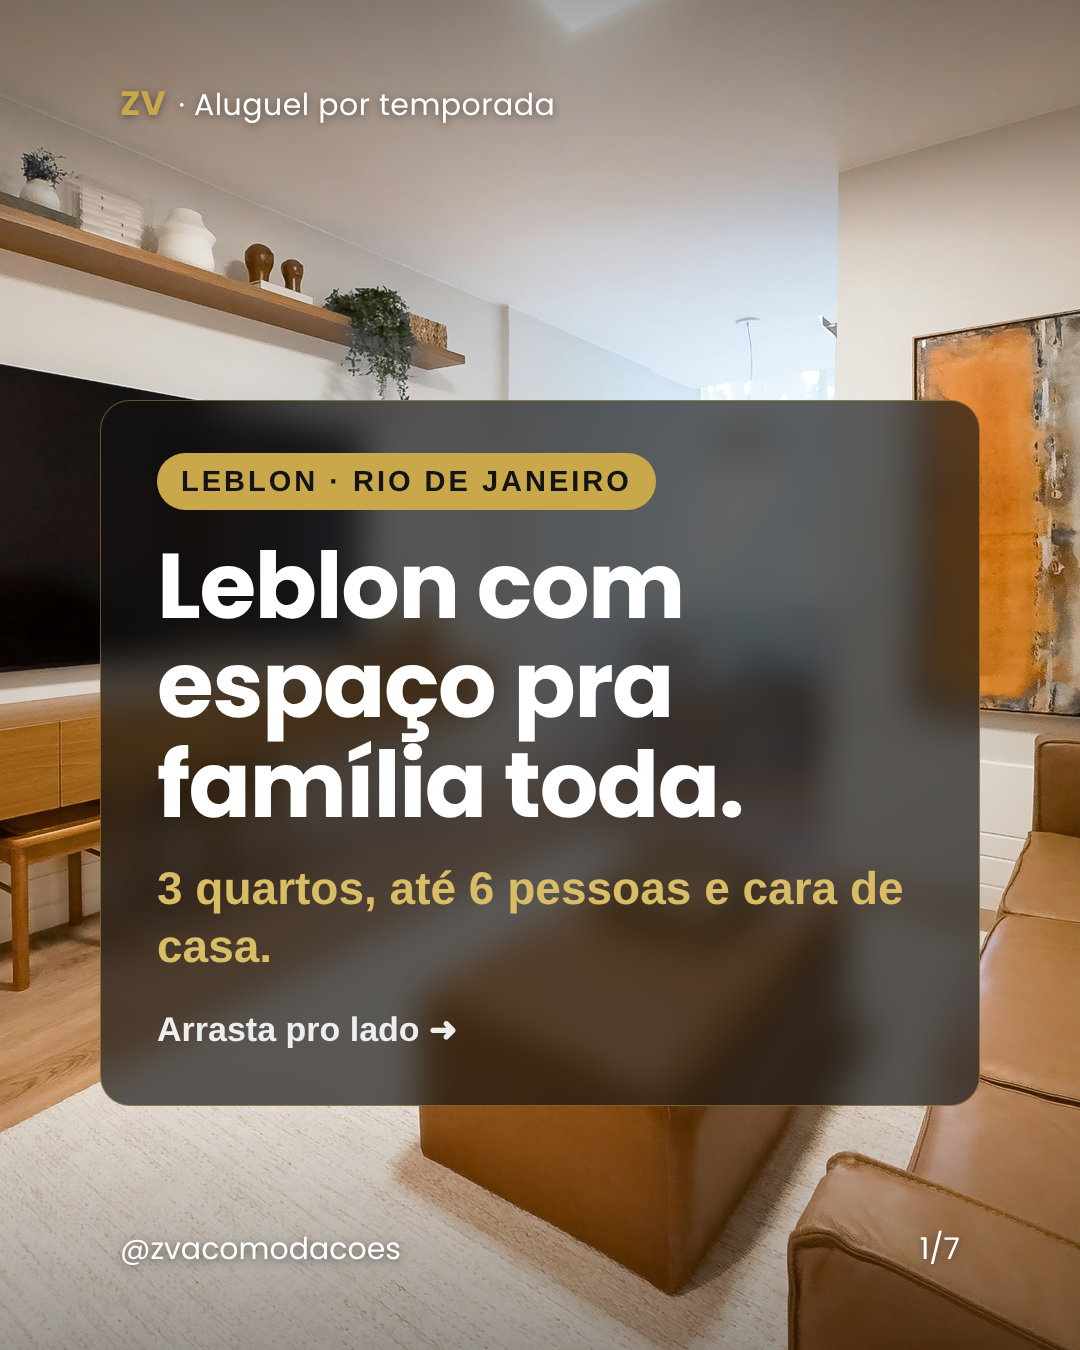 ZV · Aluguel por temporada
LEBLON · RIO DE JANEIRO
Leblon com
espaço pra
família toda.
3 quartos, até 6 pessoas e cara de
casa.
Arrasta pro lado ➜
@zvacomodacoes
1/7